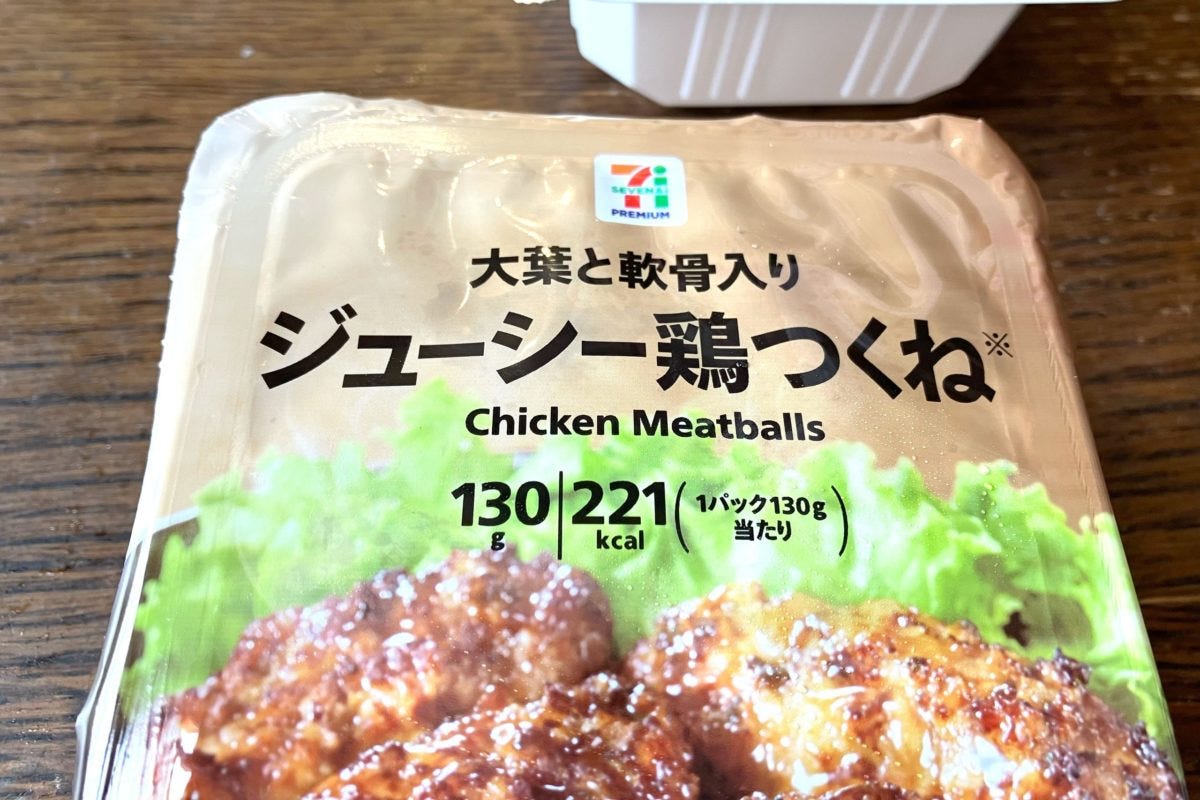 SEVEN&i
PREMIUM
大葉と軟骨入り
ジューシー鶏つくね※
Chicken Meatballs
130g 221kcal (1パック130g当たり)